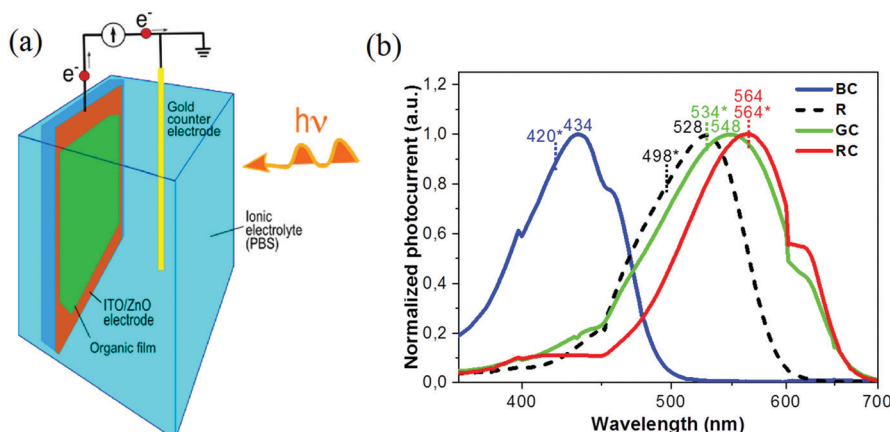 (a)
e-
e-
Gold
counter
electrode
hν
Ionic
electrolyte
(PBS)
ITO/ZnO
electrode
Organic film
(b)
Normalized photocurrent (a.u.)
1,2
1,0
0,8
0,6
0,4
0,2
0,0
420* 434
528
498*
534*
548
564
564*
BC
R
GC
RC
400
500
600
700
Wavelength (nm)